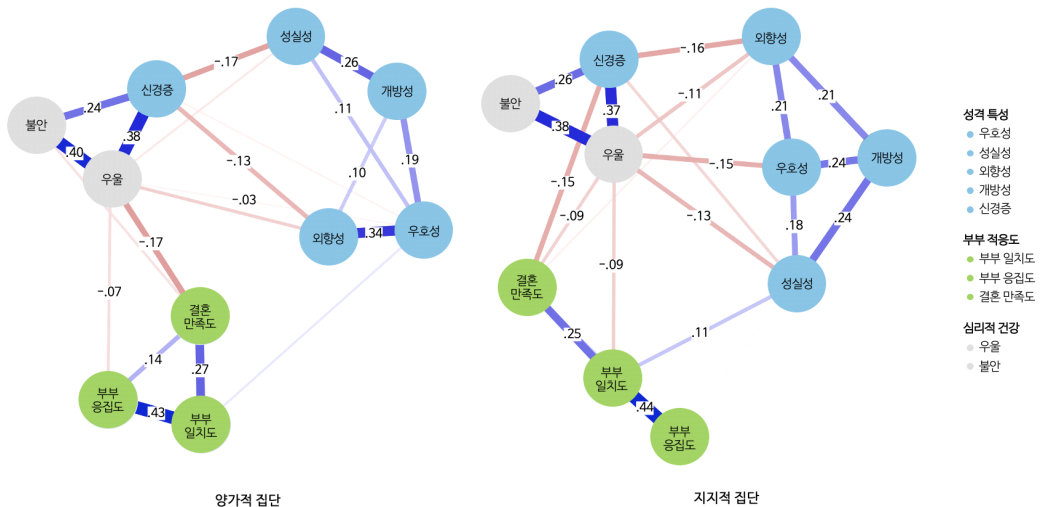 성실성
신경증
불안
개방성
우울
외향성
우호성
결혼
만족도
부부
응집도
부부
일치도
-.17
.26
.24
.38
.40
.11
.19
.10
-.13
-.03
.34
-.17
-.07
.14
.27
.43
양가적 집단
외향성
신경증
불안
우울
우호성
개방성
성실성
결혼
만족도
부부
일치도
부부
응집도
-.16
.26
.37
.38
-.11
.21
.21
-.15
.24
-.15
-.09
-.13
.18
.24
-.09
.25
.11
.44
지지적 집단
성격 특성
우호성
성실성
외향성
개방성
신경증
부부 적응도
부부 일치도
부부 응집도
결혼 만족도
심리적 건강
우울
불안